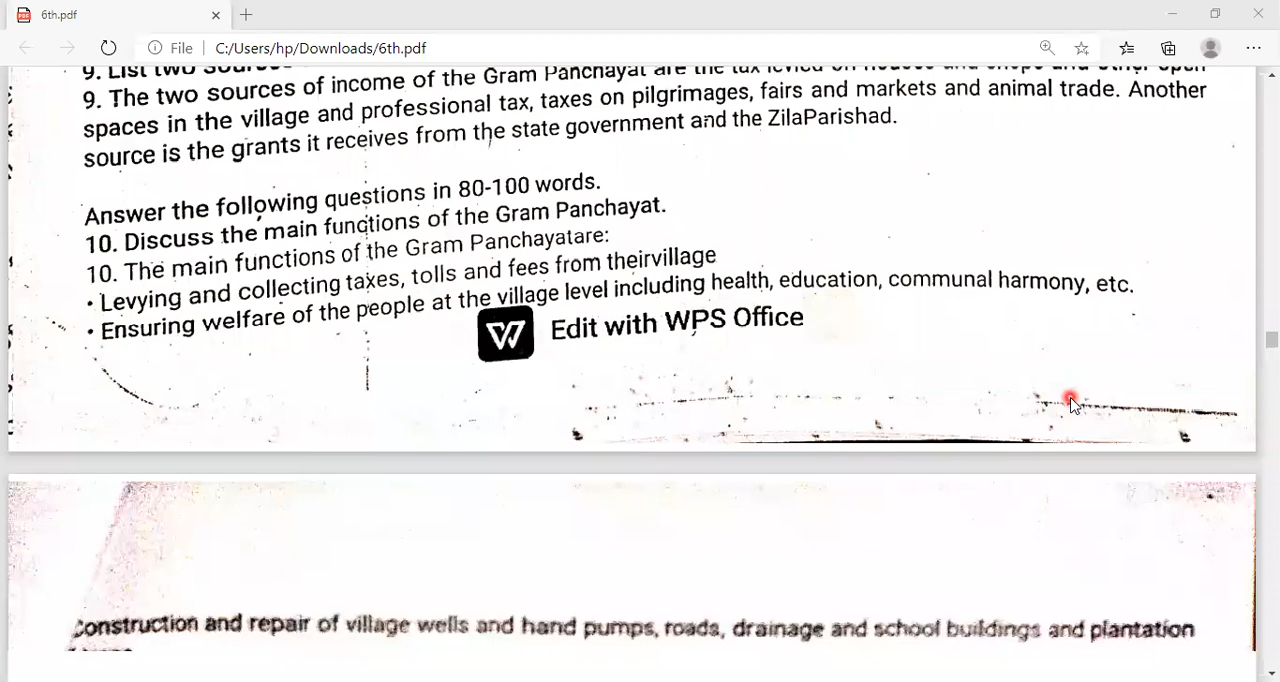 6th.pdf
File
C:/Users/hp/Downloads/6th.pdf
9. List two
9. The two sources of income of the Gram Panchayat are the tax levied on houses and shops and other open
spaces in the village and professional tax, taxes on pilgrimages, fairs and markets and animal trade. Another
source is the grants it receives from the state government and the ZilaParishad.
Answer the following questions in 80-100 words.
10. Discuss the main functions of the Gram Panchayat.
10. The main functions of the Gram Panchayatare:
• Levying and collecting taxes, tolls and fees from theirvillage
• Ensuring welfare of the people at the village level including health, education, communal harmony, etc.
Edit with WPS Office
construction and repair of village wells and hand pumps, roads, drainage and school buildings and plantation